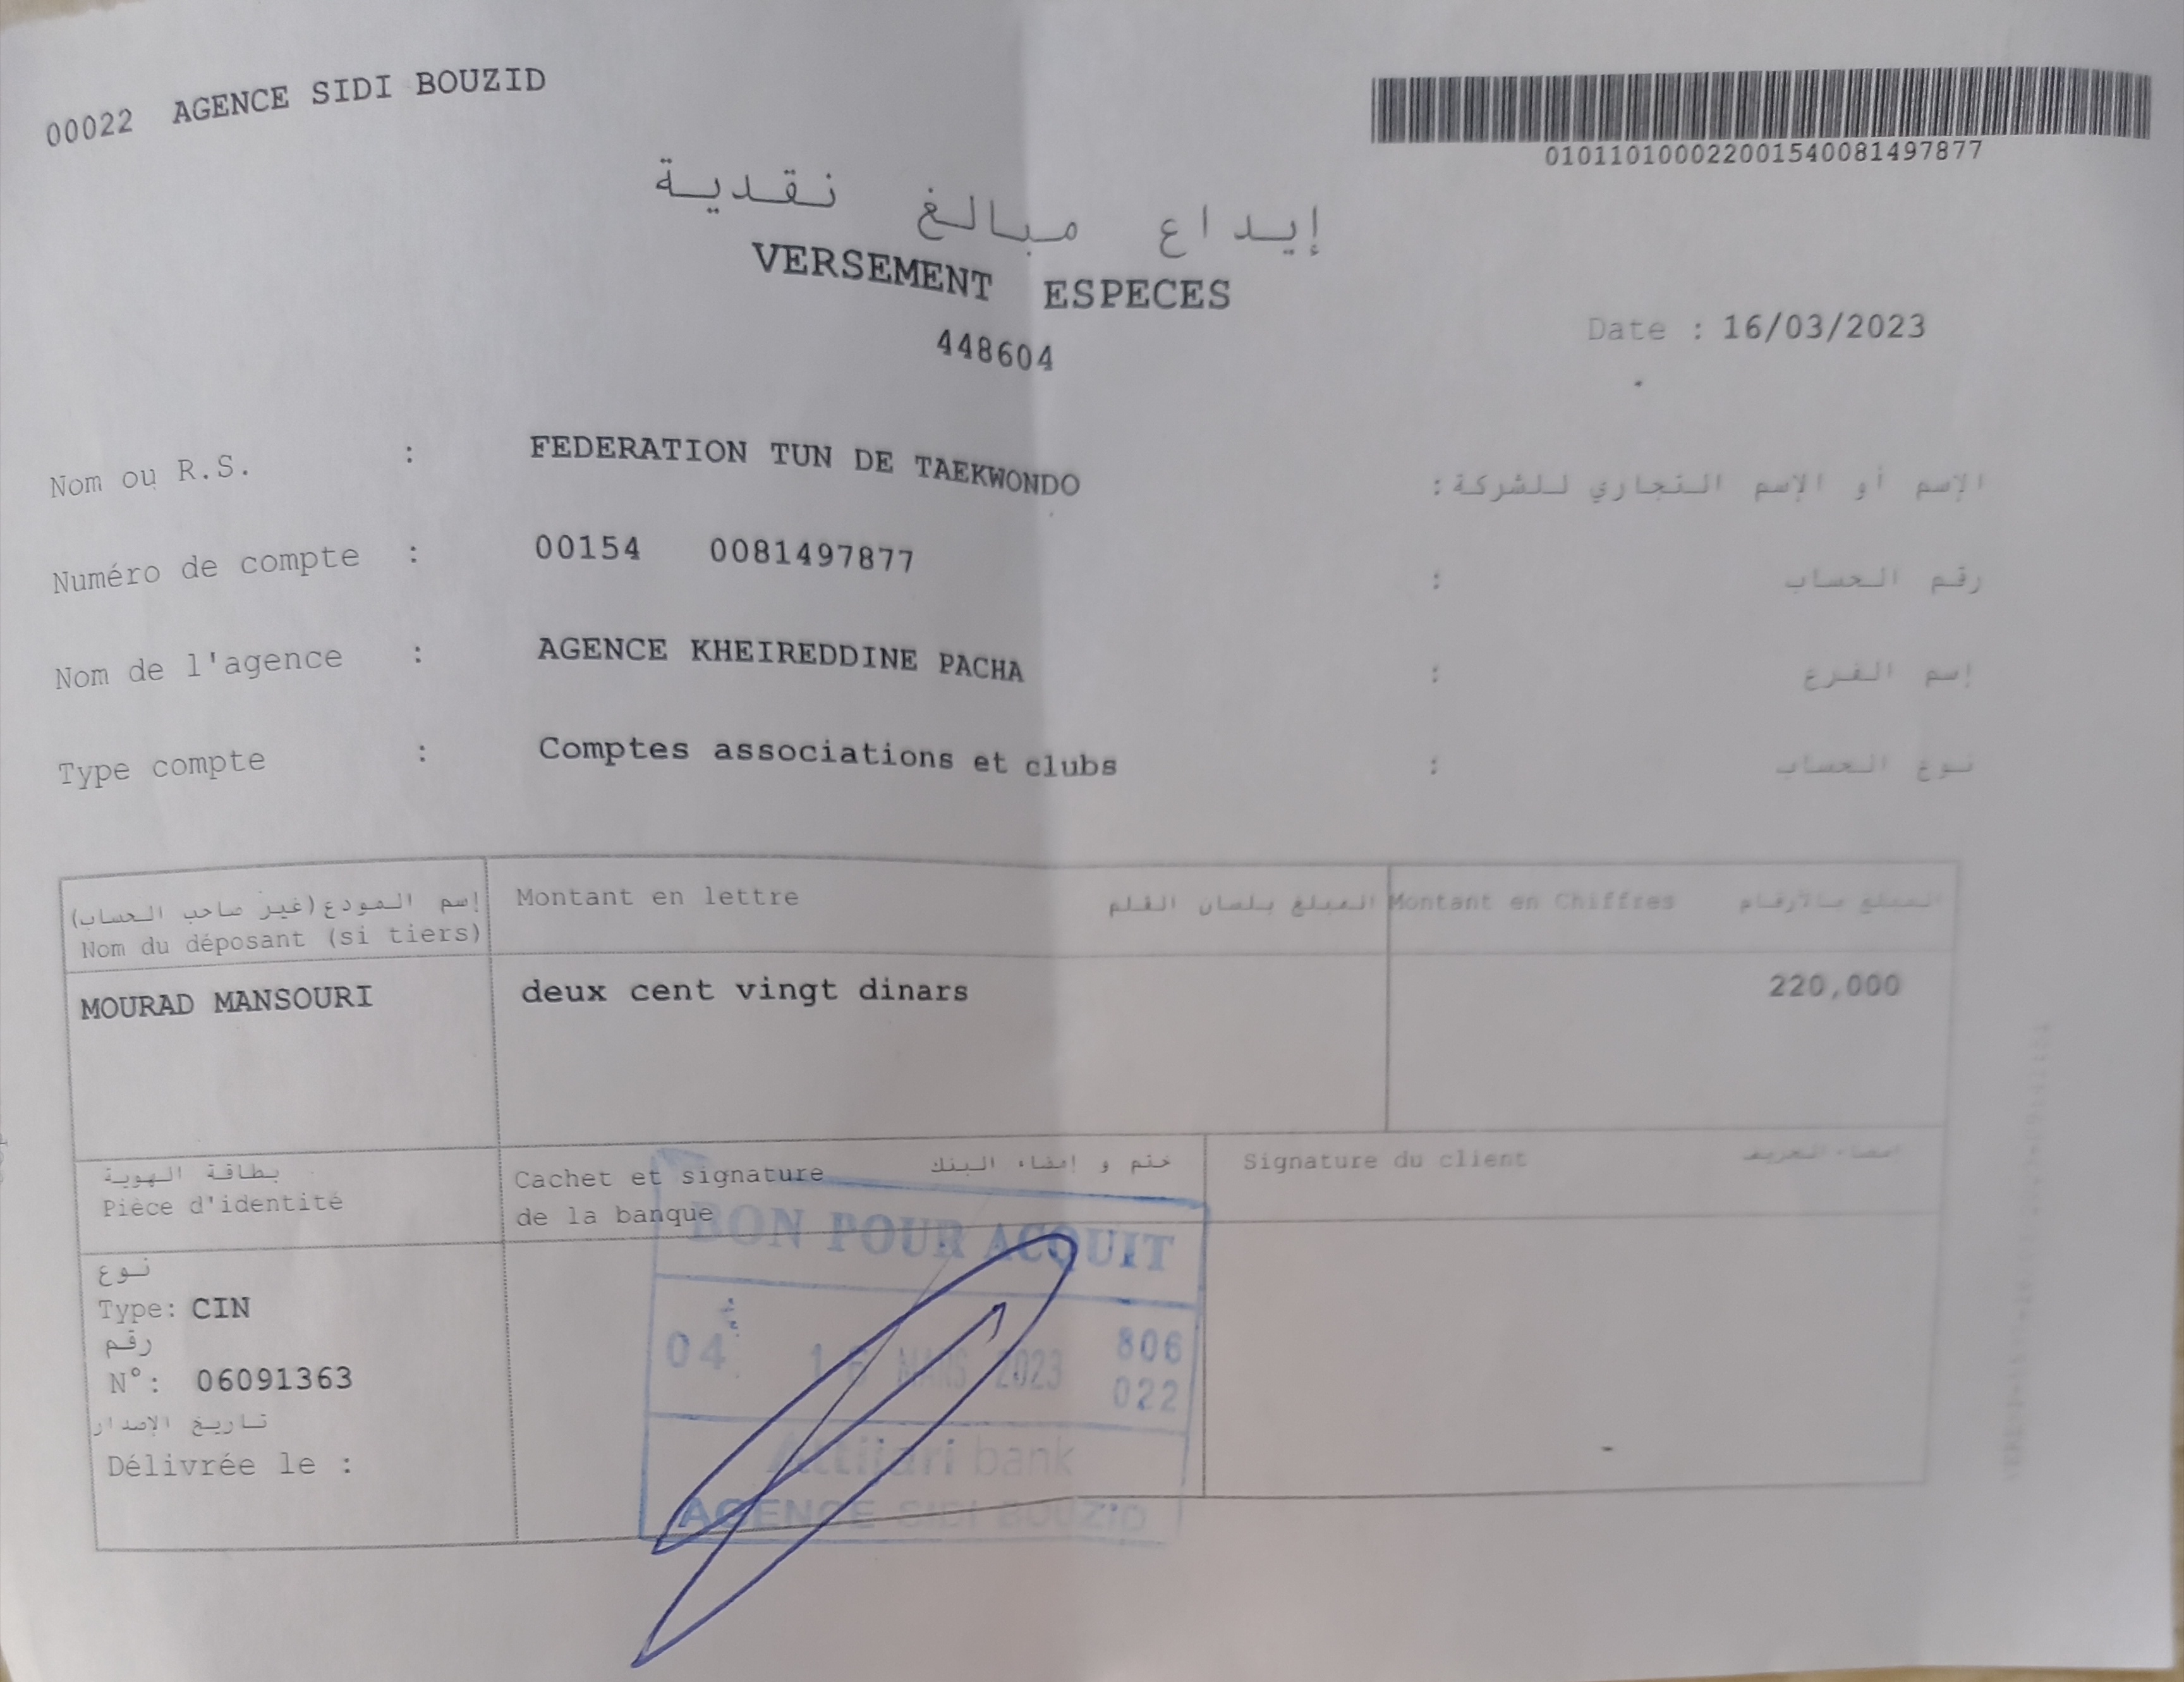 00022 AGENCE SIDI BOUZID
010110100022001540081497877
إيداع مبالغ نقدية
VERSEMENT ESPECES
448604
Date : 16/03/2023
Nom ou R.S. : FEDERATION TUN DE TAEKWONDO الإسم أو الإسم التجاري للشركة :
Numéro de compte : 00154 0081497877 رقم الحساب :
Nom de l'agence : AGENCE KHEIREDDINE PACHA إسم الفرع :
Type compte : Comptes associations et clubs نوع الحساب :
إسم المودع (غير صاحب الحساب)
Nom du déposant (si tiers)
Montant en lettre المبلغ بلسان القلم
Montant en Chiffres المبلغ بالأرقام
MOURAD MANSOURI
deux cent vingt dinars
220,000
بطاقة الهوية
Piéce d'identité
Cachet et signature ختم و إمضاء البنك
de la banque
Signature du client إمضاء الحريف
نوع
Type: CIN
رقم
N°: 06091363
تاريخ الإصدار
Délivrée le :
BON POUR ACQUIT
04 16 MARS 2023 806
022
Attijari bank
AGENCE SIDI BOUZID